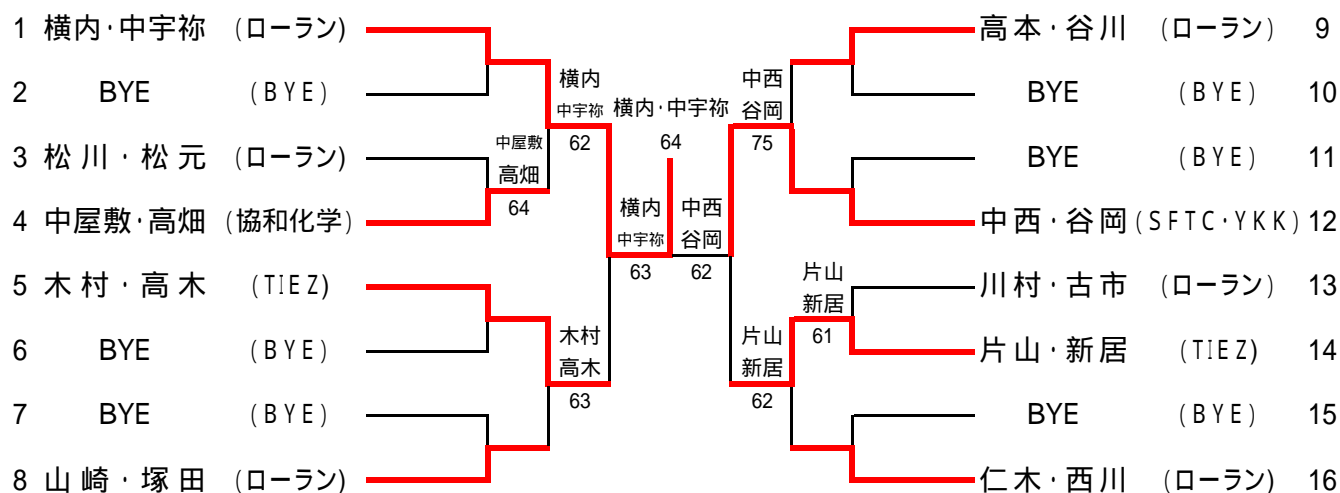 1 横内・中宇祢 (ローラン)
2 BYE (BYE)
3 松川・松元 (ローラン)
4 中屋敷・高畑 (協和化学)
5 木村・高木 (TIEZ)
6 BYE (BYE)
7 BYE (BYE)
8 山崎・塚田 (ローラン)
中屋敷
高畑
64
横内
中宇祢
62
木村
高木
63
横内
中宇祢
63
横内・中宇祢
64
中西
谷岡
62
中西
谷岡
75
片山
新居
62
片山
新居
61
高本・谷川 (ローラン) 9
BYE (BYE) 10
BYE (BYE) 11
中西・谷岡 (SFTC・YKK) 12
川村・古市 (ローラン) 13
片山・新居 (TIEZ) 14
BYE (BYE) 15
仁木・西川 (ローラン) 16